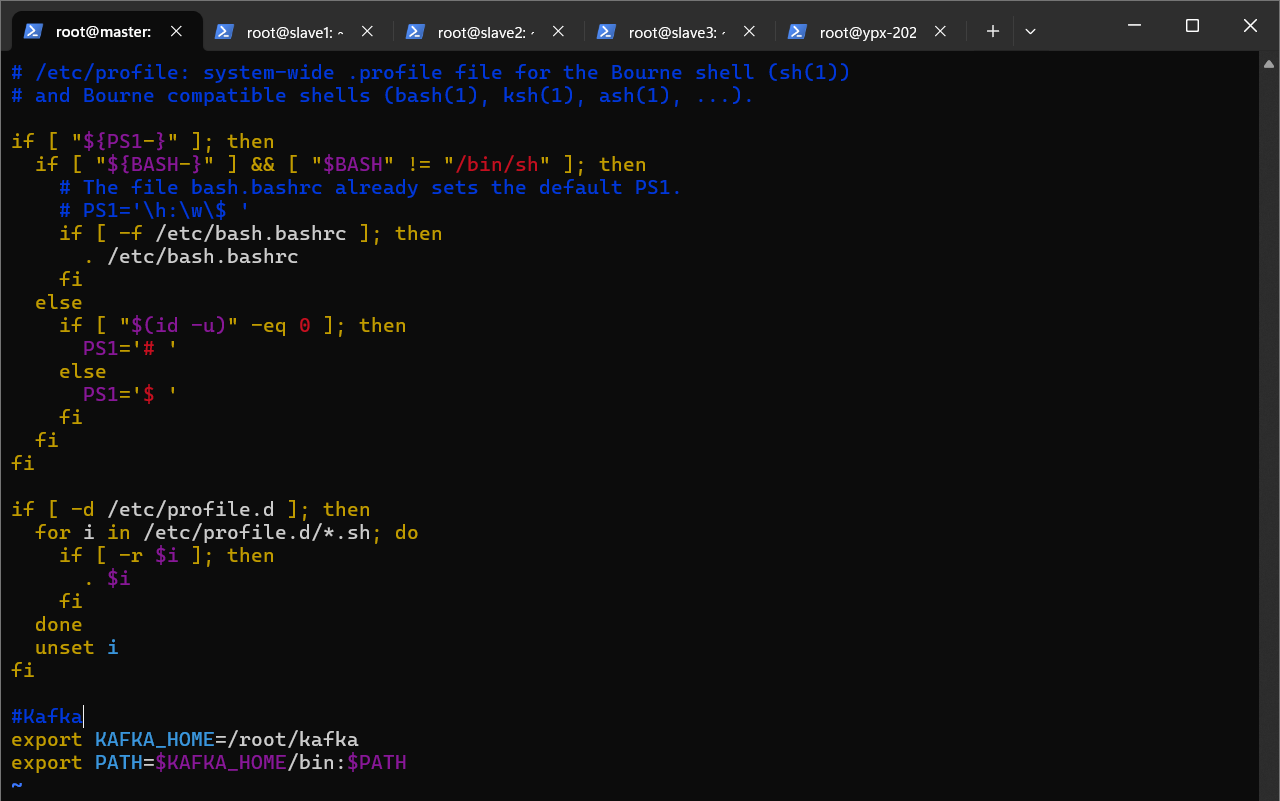 root@master: root@slave1: ~ root@slave2: root@slave3: root@ypx-202
# /etc/profile: system-wide .profile file for the Bourne shell (sh(1))
# and Bourne compatible shells (bash(1), ksh(1), ash(1), ...).

if [ "${PS1-}" ]; then
  if [ "${BASH-}" ] && [ "$BASH" != "/bin/sh" ]; then
    # The file bash.bashrc already sets the default PS1.
    # PS1='\h:\w\$ '
    if [ -f /etc/bash.bashrc ]; then
      . /etc/bash.bashrc
    fi
  else
    if [ "$(id -u)" -eq 0 ]; then
      PS1='# '
    else
      PS1='$ '
    fi
  fi
fi

if [ -d /etc/profile.d ]; then
  for i in /etc/profile.d/*.sh; do
    if [ -r $i ]; then
      . $i
    fi
  done
  unset i
fi

#Kafka
export KAFKA_HOME=/root/kafka
export PATH=$KAFKA_HOME/bin:$PATH
~